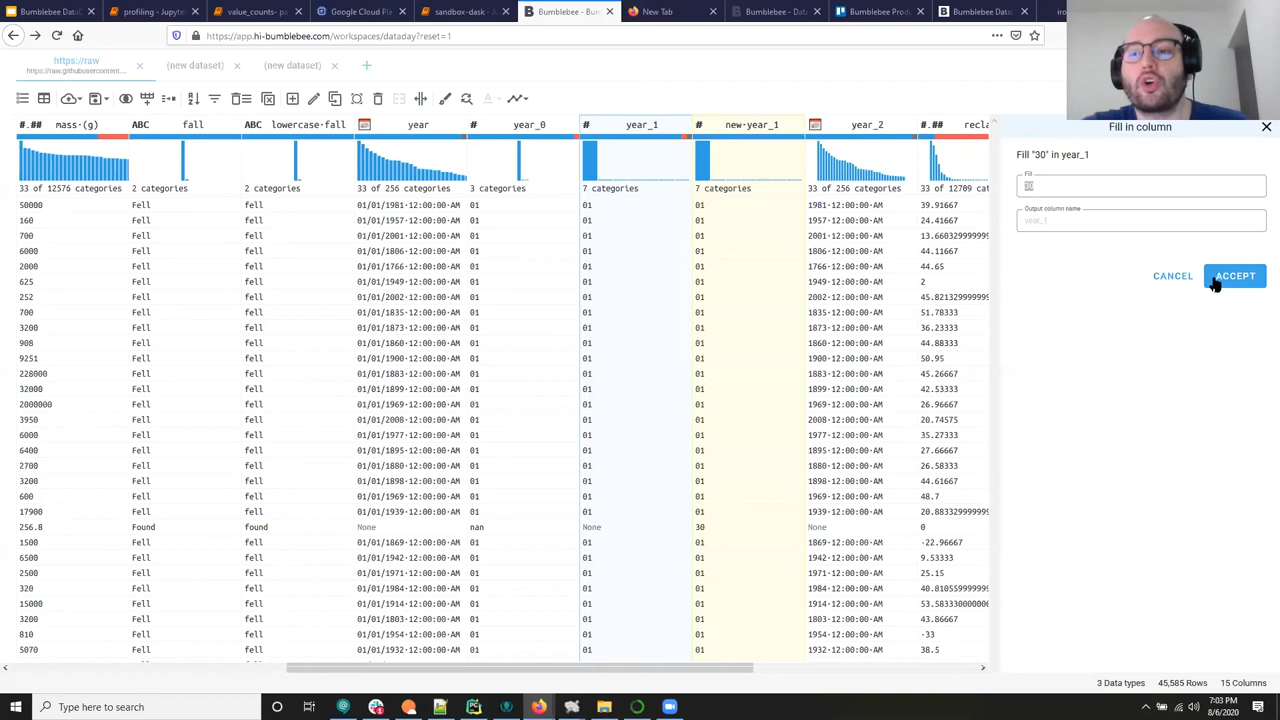 Bumblebee Dataday
profiling - Jupyte
value_counts- pa
Google Cloud Pla
sandbox-dask - J
Bumblebee - Bum
New Tab
Bumblebee - Data
Bumblebee Produ
Bumblebee Data
https://app.hi-bumblebee.com/workspaces/dataday?reset=1
https://raw
https://raw.githubusercontent....
(new dataset)
(new dataset)
#.## mass·(g) ABC fall ABC lowercase·fall year # year_0 # year_1 # new·year_1 year_2 #.## recla
33 of 12576 categories 2 categories 2 categories 33 of 256 categories 3 categories 7 categories 7 categories 33 of 256 categories 33 of 12709 categ
50000 Fell fell 01/01/1981·12:00:00·AM 01 01 01 1981·12:00:00·AM 39.91667
160 Fell fell 01/01/1957·12:00:00·AM 01 01 01 1957·12:00:00·AM 24.41667
700 Fell fell 01/01/2001·12:00:00·AM 01 01 01 2001·12:00:00·AM 13.66032999999
6000 Fell fell 01/01/1806·12:00:00·AM 01 01 01 1806·12:00:00·AM 44.11667
2000 Fell fell 01/01/1766·12:00:00·AM 01 01 01 1766·12:00:00·AM 44.65
625 Fell fell 01/01/1949·12:00:00·AM 01 01 01 1949·12:00:00·AM 2
252 Fell fell 01/01/2002·12:00:00·AM 01 01 01 2002·12:00:00·AM 45.82132999999
700 Fell fell 01/01/1835·12:00:00·AM 01 01 01 1835·12:00:00·AM 51.78333
3200 Fell fell 01/01/1873·12:00:00·AM 01 01 01 1873·12:00:00·AM 36.23333
908 Fell fell 01/01/1860·12:00:00·AM 01 01 01 1860·12:00:00·AM 44.88333
9251 Fell fell 01/01/1900·12:00:00·AM 01 01 01 1900·12:00:00·AM 50.95
228000 Fell fell 01/01/1883·12:00:00·AM 01 01 01 1883·12:00:00·AM 45.26667
32000 Fell fell 01/01/1899·12:00:00·AM 01 01 01 1899·12:00:00·AM 42.53333
2000000 Fell fell 01/01/1969·12:00:00·AM 01 01 01 1969·12:00:00·AM 26.96667
3950 Fell fell 01/01/2008·12:00:00·AM 01 01 01 2008·12:00:00·AM 20.74575
6000 Fell fell 01/01/1977·12:00:00·AM 01 01 01 1977·12:00:00·AM 35.27333
6400 Fell fell 01/01/1895·12:00:00·AM 01 01 01 1895·12:00:00·AM 27.66667
2700 Fell fell 01/01/1880·12:00:00·AM 01 01 01 1880·12:00:00·AM 26.58333
3200 Fell fell 01/01/1898·12:00:00·AM 01 01 01 1898·12:00:00·AM 44.61667
600 Fell fell 01/01/1969·12:00:00·AM 01 01 01 1969·12:00:00·AM 48.7
17900 Fell fell 01/01/1939·12:00:00·AM 01 01 01 1939·12:00:00·AM 20.88332999999
256.8 Found found None nan None 30 None 0
1500 Fell fell 01/01/1869·12:00:00·AM 01 01 01 1869·12:00:00·AM -22.96667
6500 Fell fell 01/01/1942·12:00:00·AM 01 01 01 1942·12:00:00·AM 9.53333
2500 Fell fell 01/01/1971·12:00:00·AM 01 01 01 1971·12:00:00·AM 25.15
320 Fell fell 01/01/1984·12:00:00·AM 01 01 01 1984·12:00:00·AM 40.81055999999
15000 Fell fell 01/01/1914·12:00:00·AM 01 01 01 1914·12:00:00·AM 53.58333000000
3200 Fell fell 01/01/1803·12:00:00·AM 01 01 01 1803·12:00:00·AM 43.86667
810 Fell fell 01/01/1954·12:00:00·AM 01 01 01 1954·12:00:00·AM -33
5070 Fell fell 01/01/1932·12:00:00·AM 01 01 01 1932·12:00:00·AM 38.5
Fill in column
Fill "30" in year_1
Fill
30
Output column name
year_1
CANCEL
ACCEPT
3 Data types 45,585 Rows 15 Columns
Type here to search
7:03 PM
8/6/2020